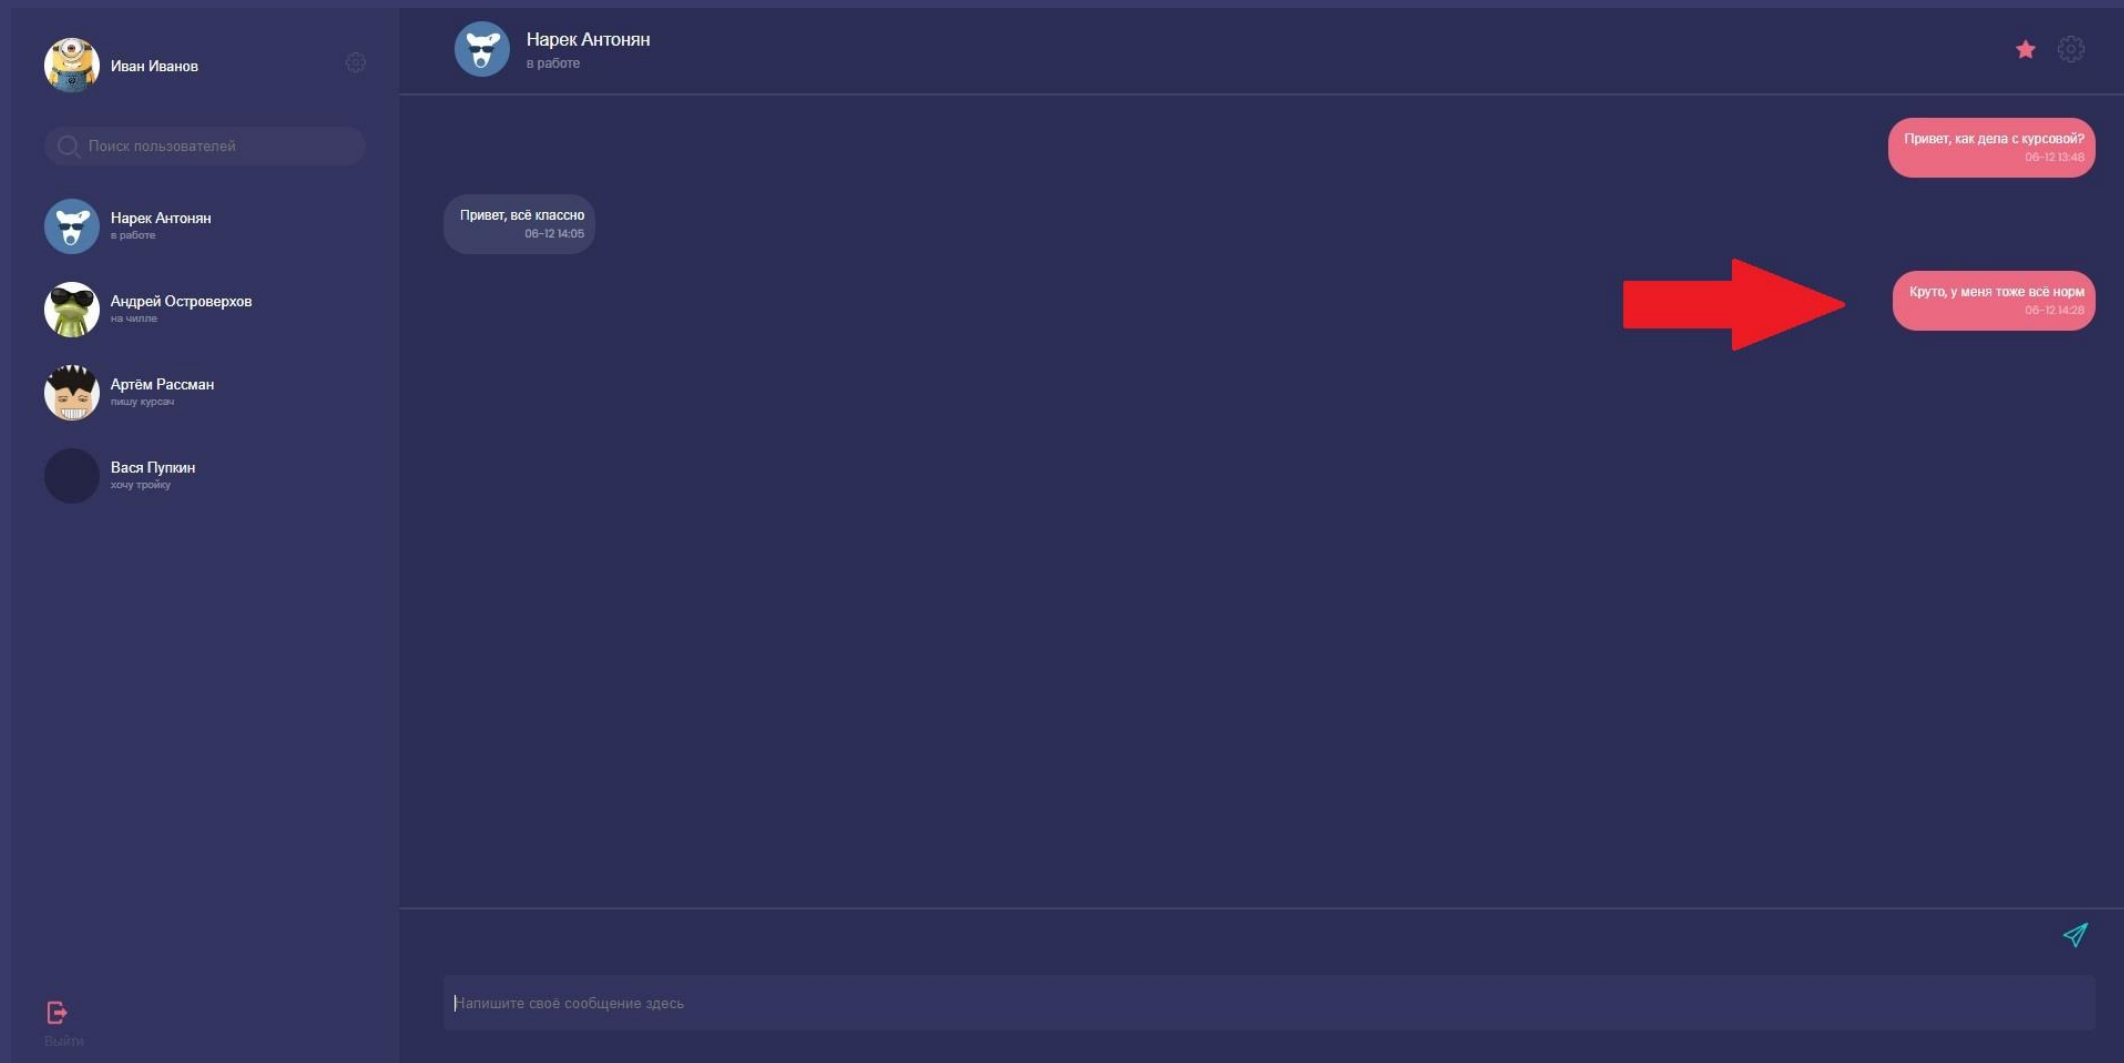 Иван Иванов
Поиск пользователей
Нарек Антонян
в работе
Андрей Островерхов
на чилле
Артём Рассман
пишу курсач
Вася Пупкин
хочу тройку
Выйти
Нарек Антонян
в работе
Привет, как дела с курсовой?
06-12 13:48
Привет, всё классно
06-12 14:05
Круто, у меня тоже всё норм
06-12 14:28
Напишите своё сообщение здесь